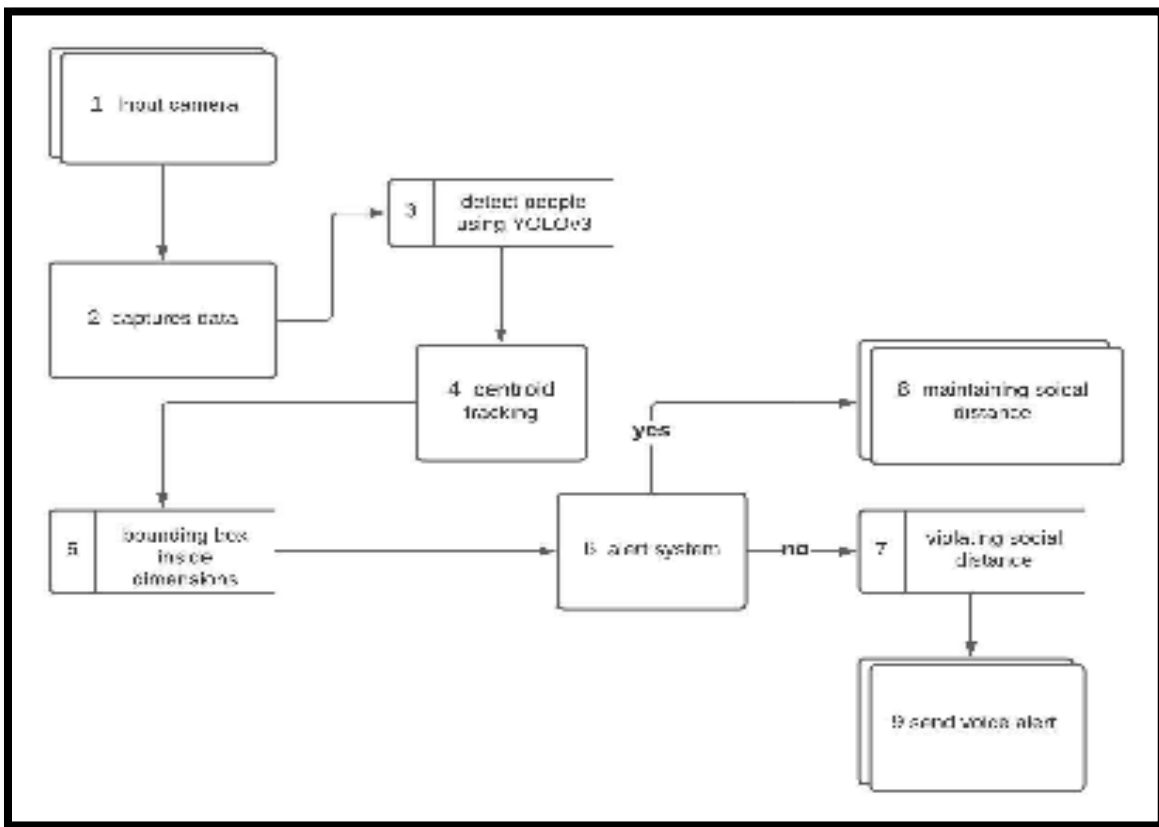 1 Input camera
2 captures data
3
detect people
using YOLOv3
4 centroid
tracking
5
bounding box
inside
dimensions
6 alert system
yes
no
8 maintaining soical
distance
7
violating social
distance
9 send voice alert